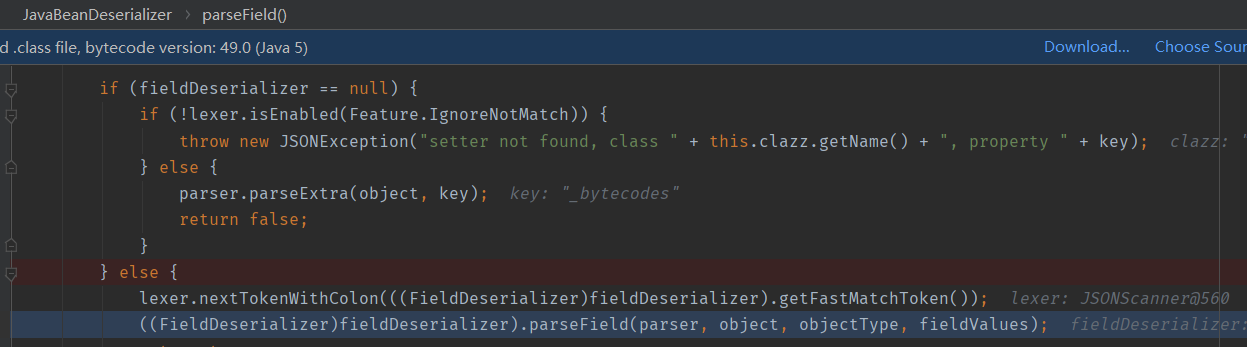 JavaBeanDeserializer › parseField()
d .class file, bytecode version: 49.0 (Java 5) Download... Choose Sour
if (fieldDeserializer == null) {
if (!lexer.isEnabled(Feature.IgnoreNotMatch)) {
throw new JSONException("setter not found, class " + this.clazz.getName() + ", property " + key); clazz: "
} else {
parser.parseExtra(object, key); key: "_bytecodes"
return false;
}
} else {
lexer.nextTokenWithColon(((FieldDeserializer)fieldDeserializer).getFastMatchToken()); lexer: JSONScanner@560
((FieldDeserializer)fieldDeserializer).parseField(parser, object, objectType, fieldValues); fieldDeserializer: